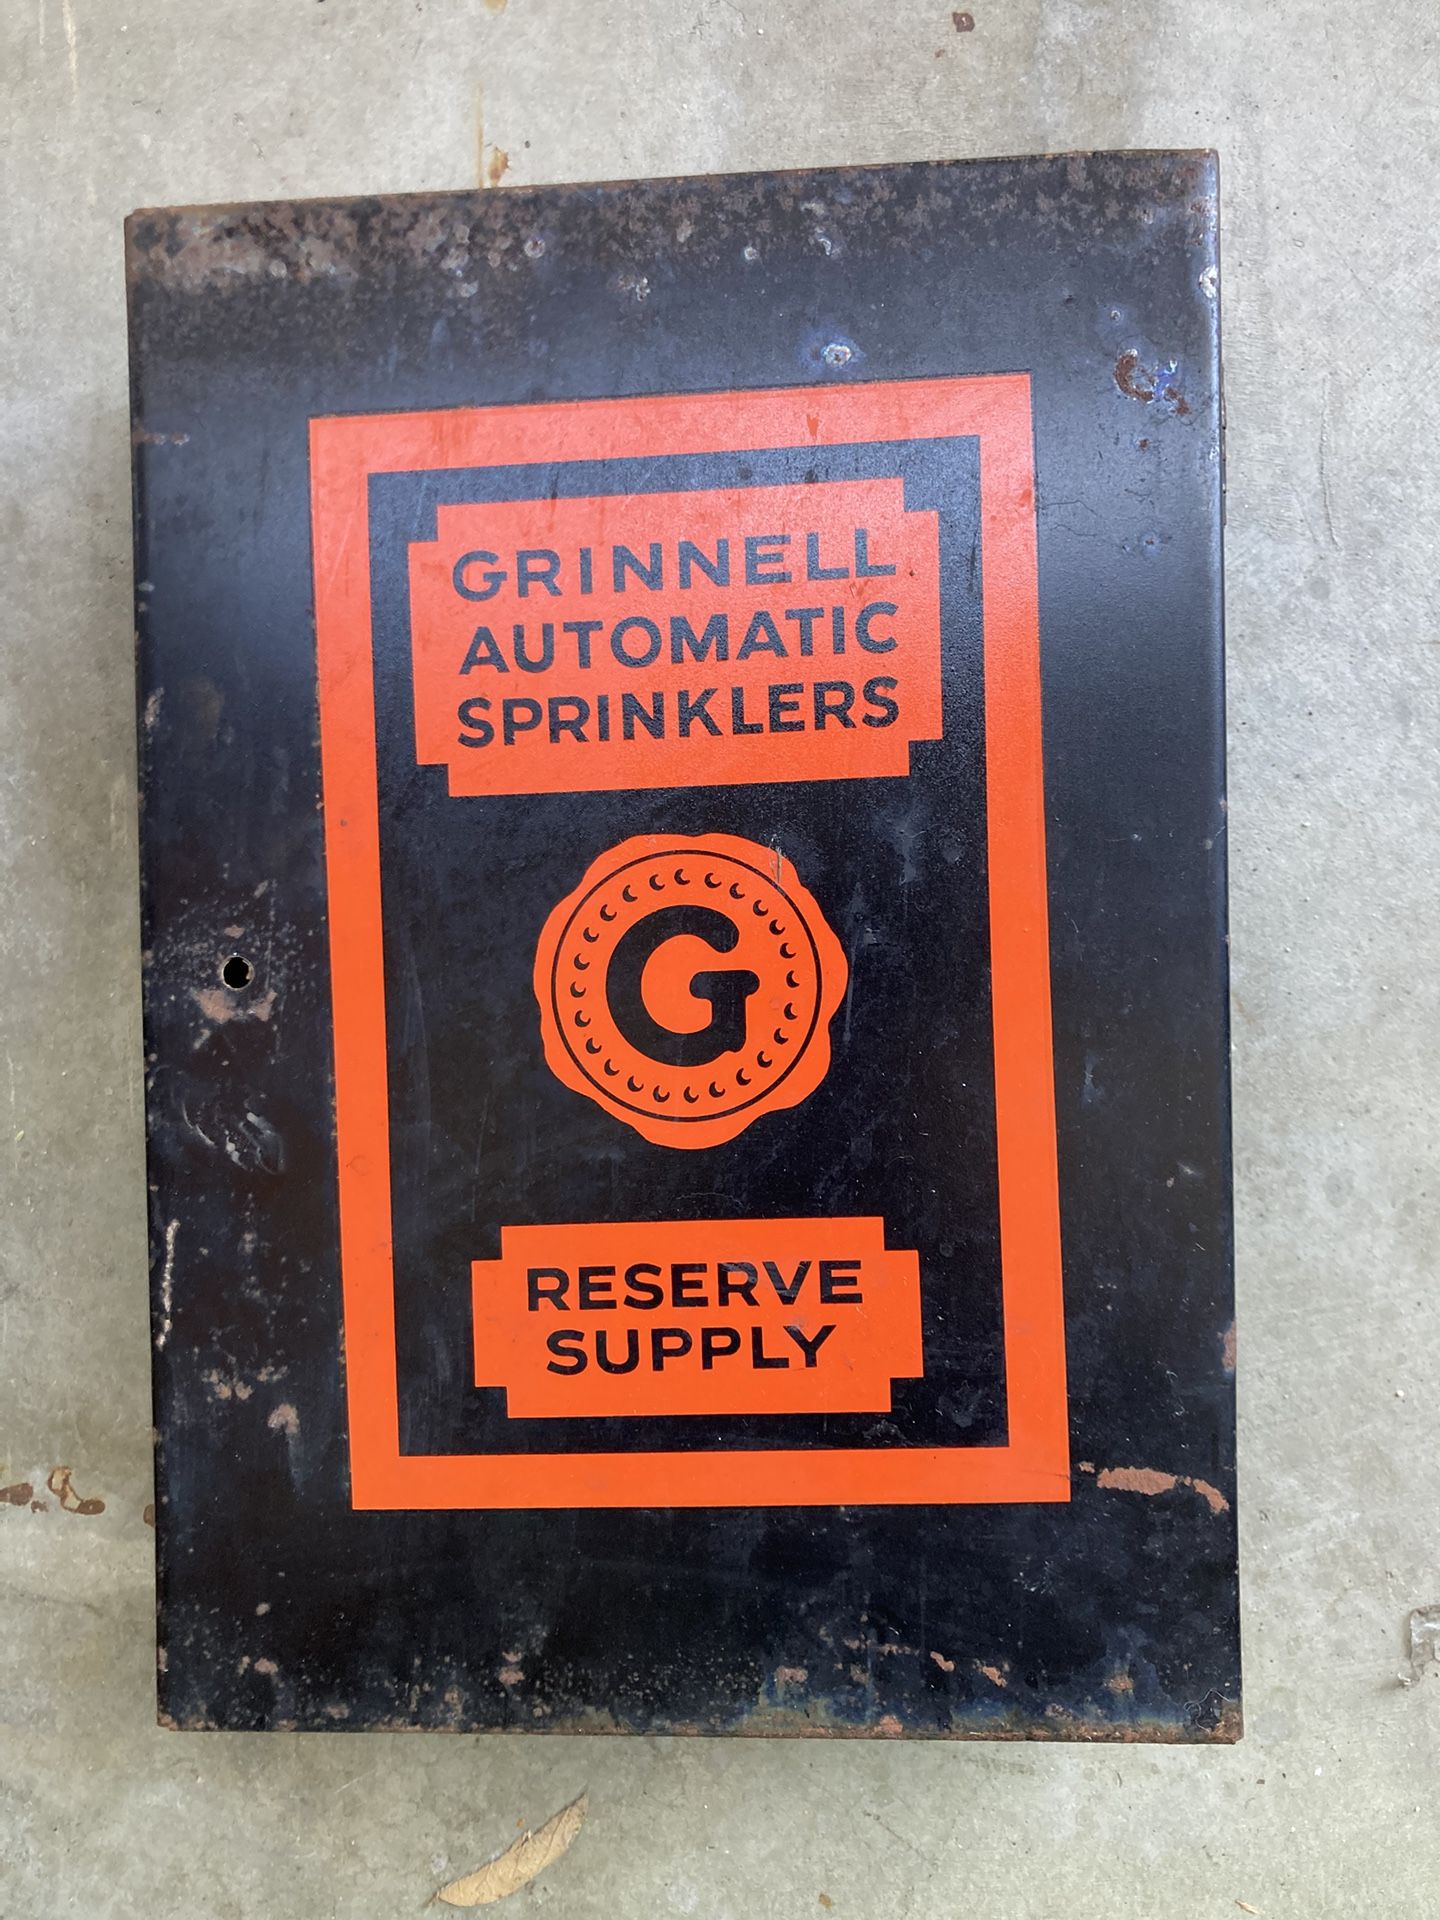 GRINNELL
AUTOMATIC
SPRINKLERS
G
RESERVE
SUPPLY